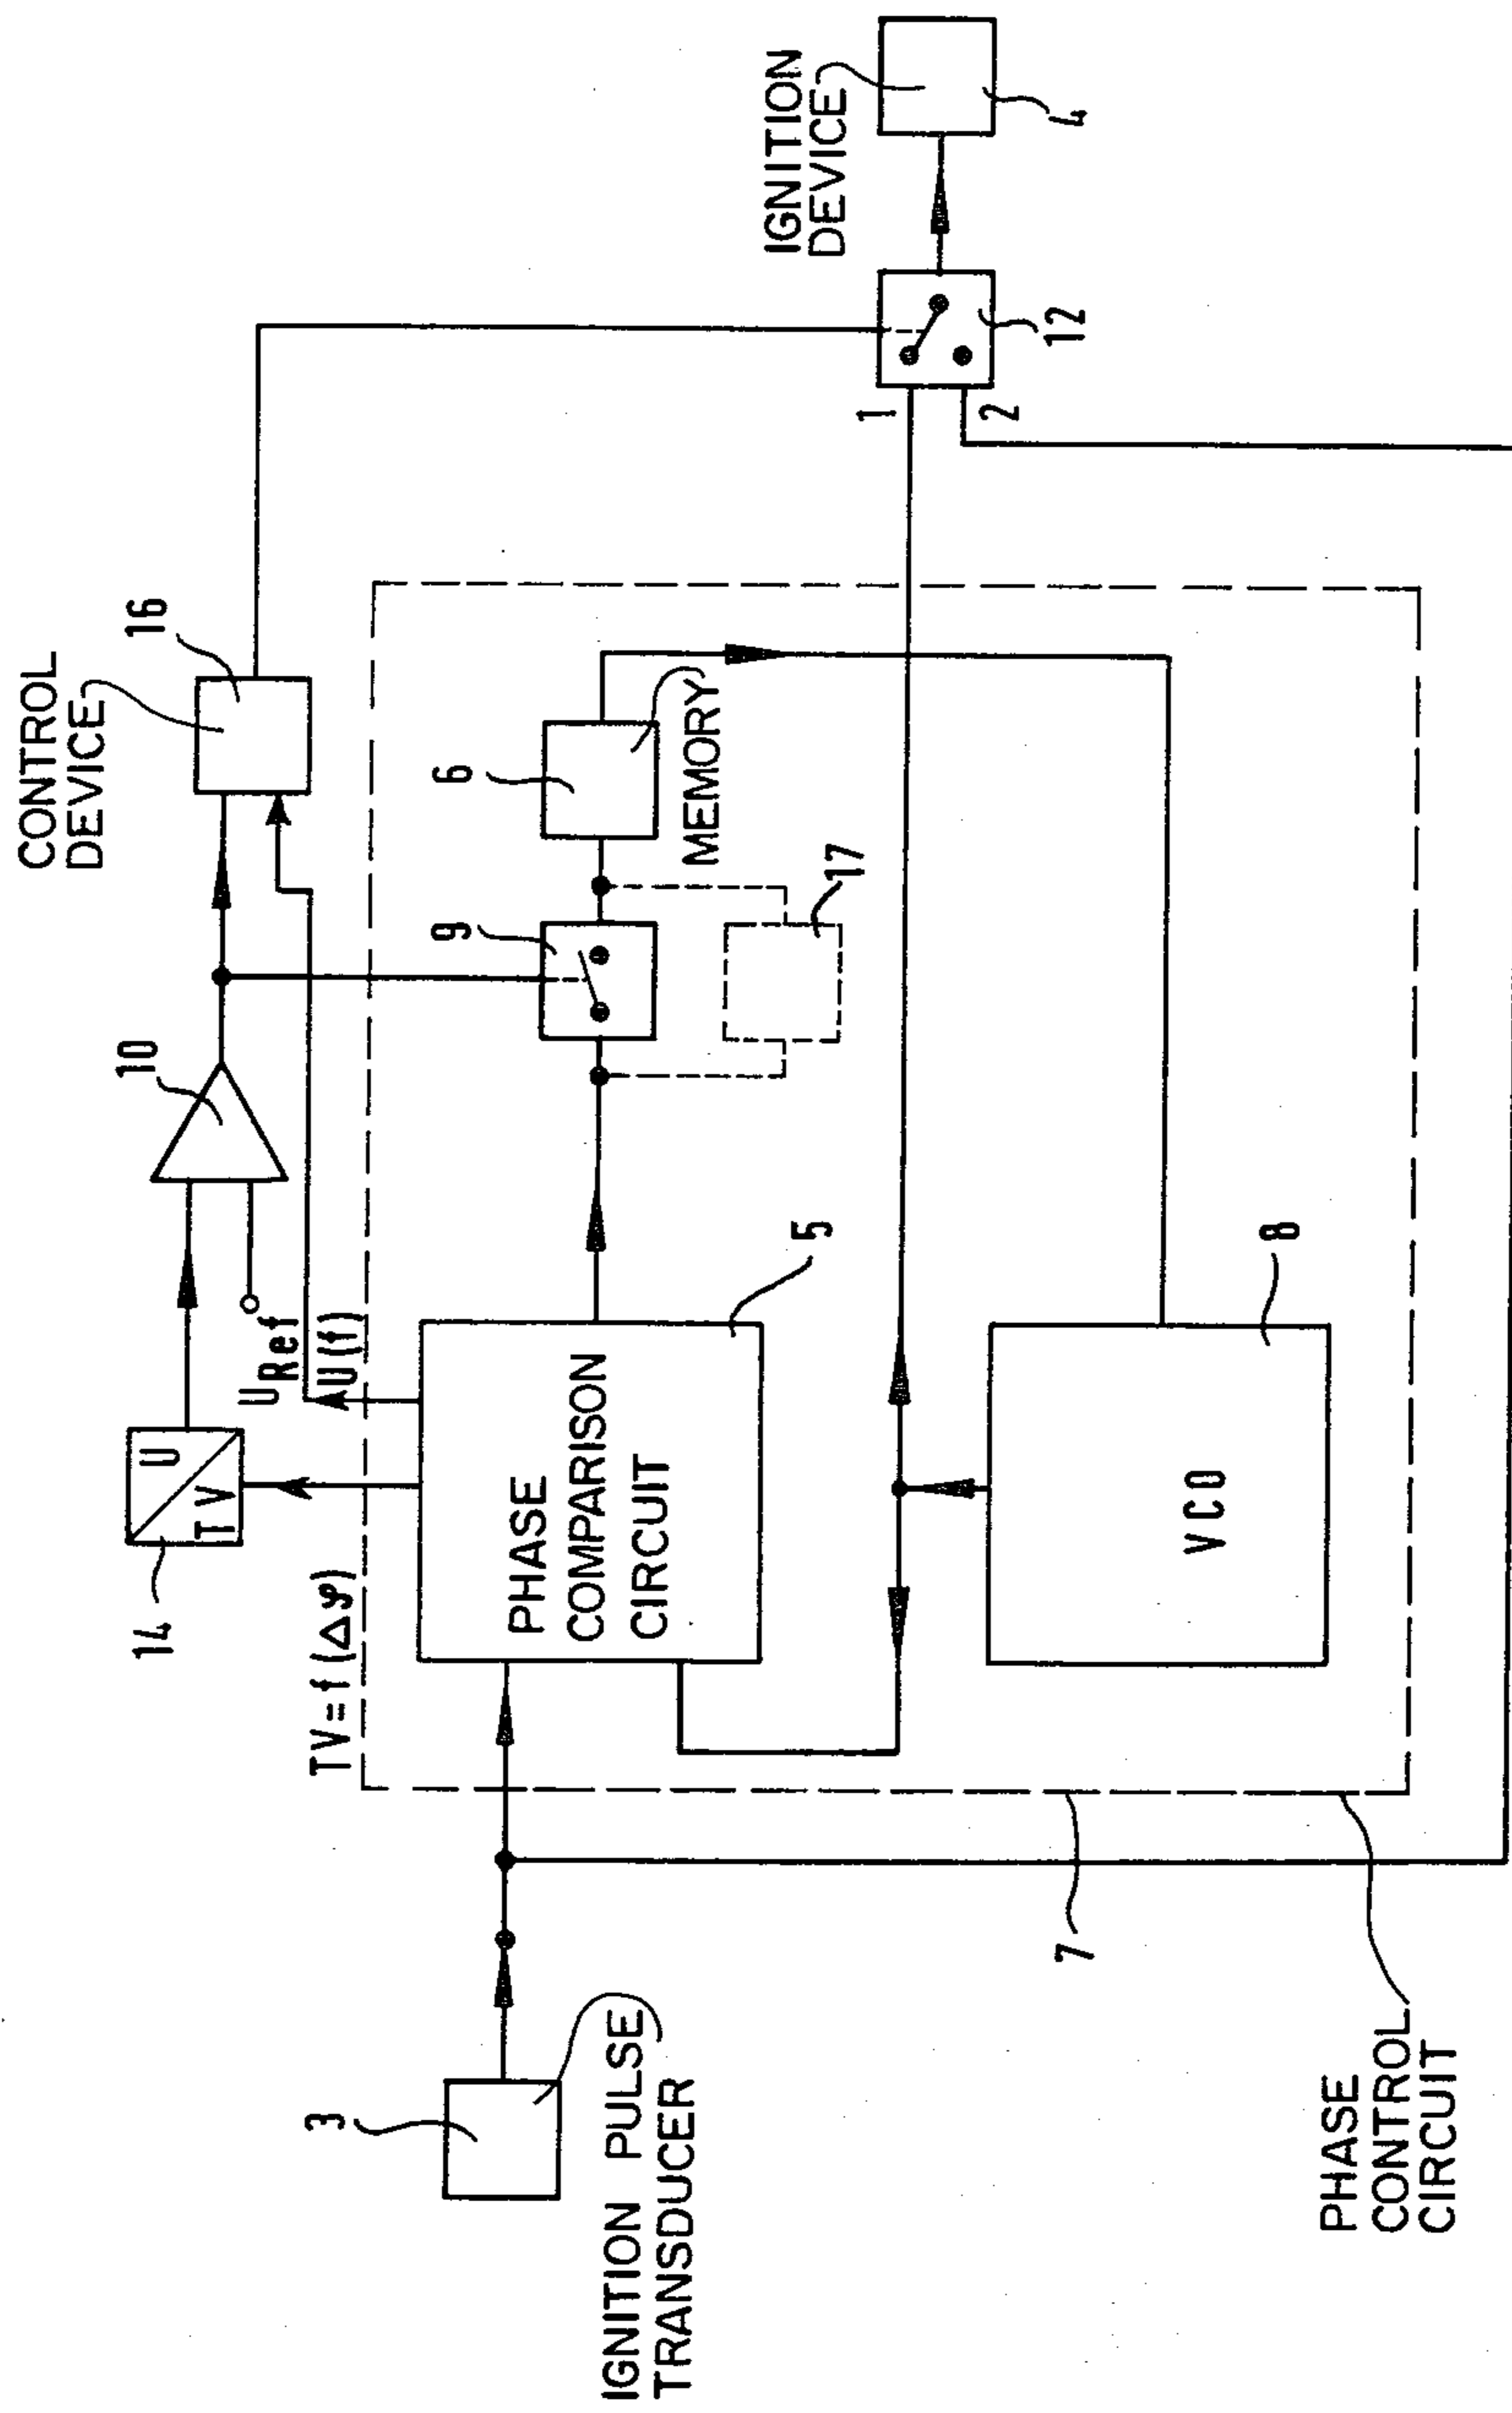 CONTROL
DEVICE
16
10
14
U
TV
U Ref
U(f)
TV=f(Δφ)
6
MEMORY
9
17
PHASE
COMPARISON
CIRCUIT
5
VCO
8
3
IGNITION PULSE
TRANSDUCER
7
PHASE
CONTROL
CIRCUIT
1
2
12
IGNITION
DEVICE
4